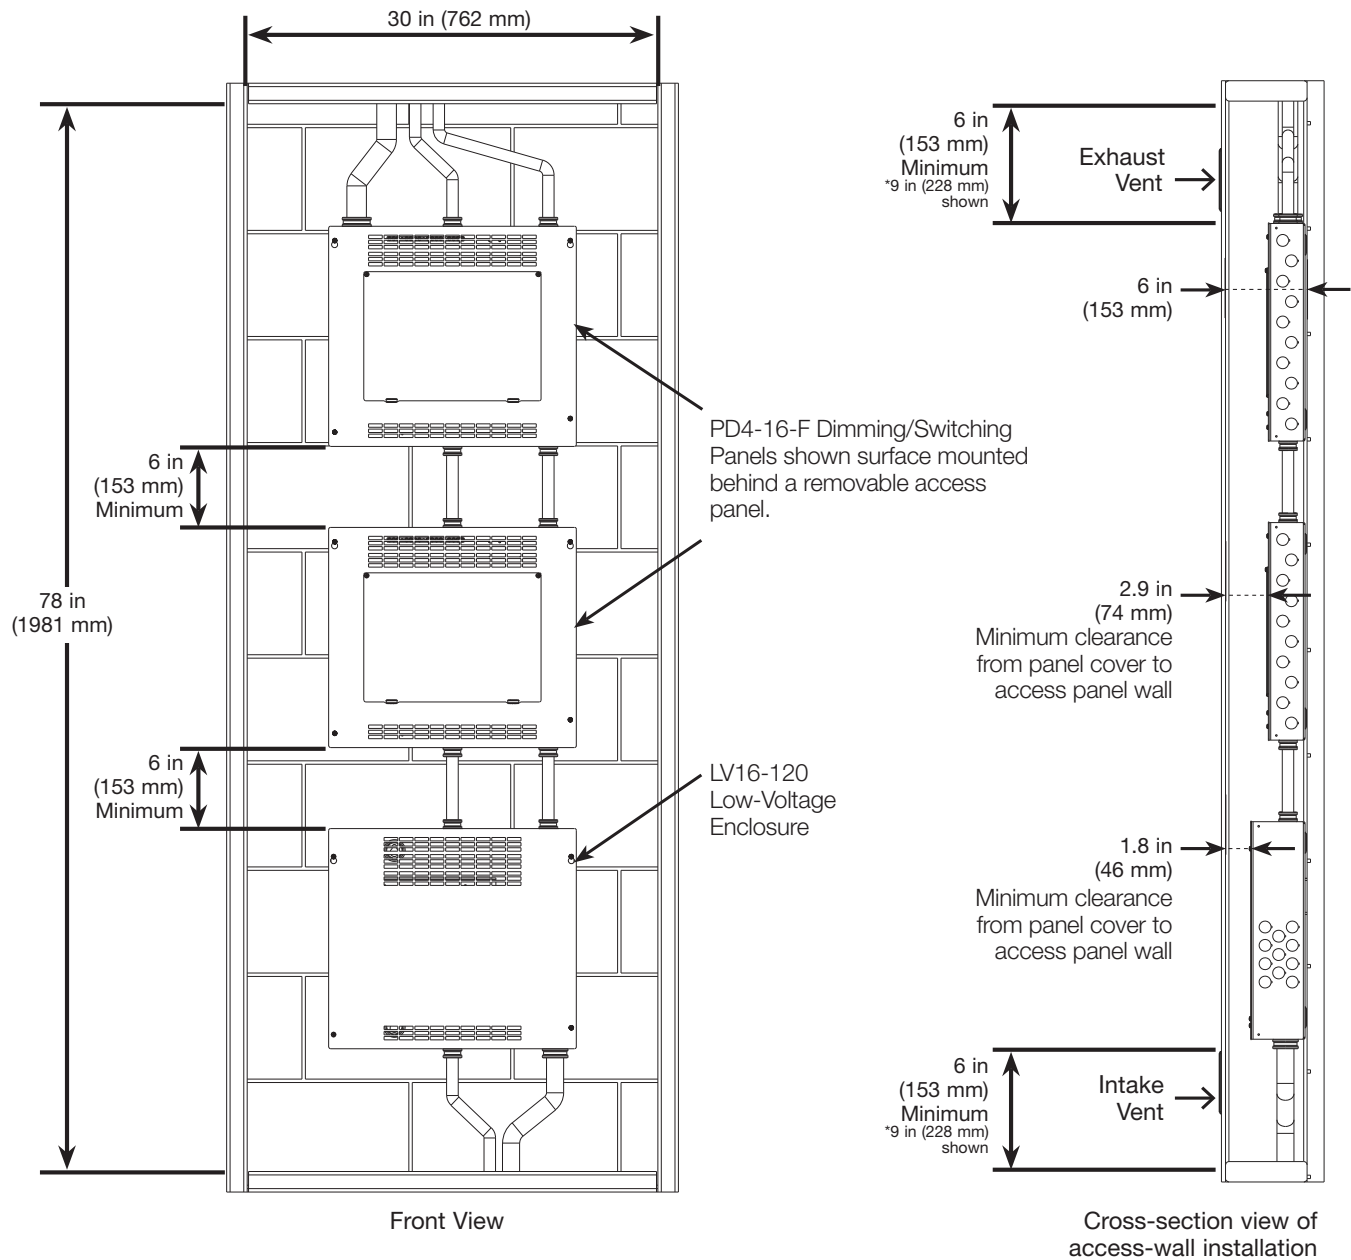 30 in (762 mm)
6 in
(153 mm)
Minimum
*9 in (228 mm)
shown
Exhaust
Vent
6 in
(153 mm)
PD4-16-F Dimming/Switching
Panels shown surface mounted
behind a removable access
panel.
6 in
(153 mm)
Minimum
78 in
(1981 mm)
2.9 in
(74 mm)
Minimum clearance
from panel cover to
access panel wall
6 in
(153 mm)
Minimum
LV16-120
Low-Voltage
Enclosure
1.8 in
(46 mm)
Minimum clearance
from panel cover to
access panel wall
6 in
(153 mm)
Minimum
*9 in (228 mm)
shown
Intake
Vent
Front View
Cross-section view of
access-wall installation